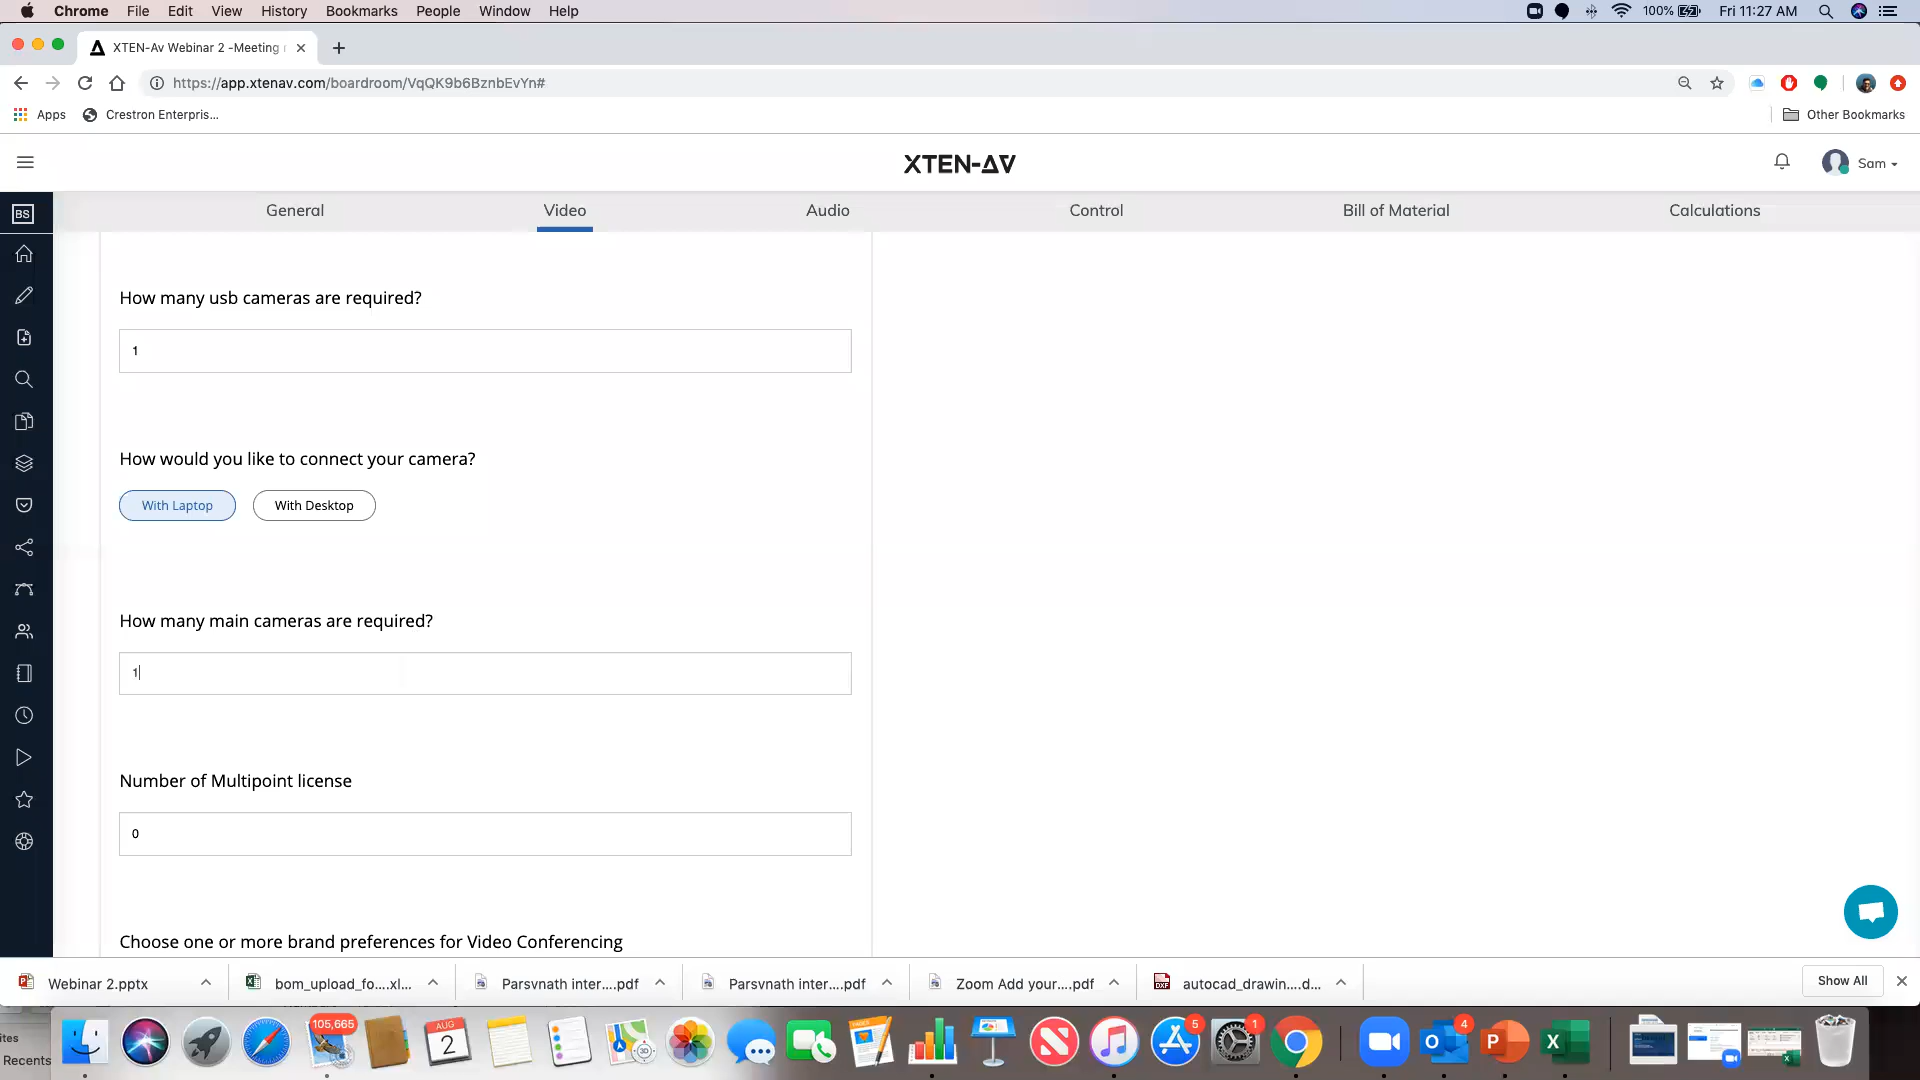 Chrome File Edit View History Bookmarks People Window Help 100% Fri 11:27 AM
XTEN-Av Webinar 2 -Meeting
https://app.xtenav.com/boardroom/VqQK9b6BznbEvYn#
Apps Crestron Enterpris... Other Bookmarks
XTEN-ΔV Sam
BS General Video Audio Control Bill of Material Calculations
How many usb cameras are required?
1
How would you like to connect your camera?
With Laptop With Desktop
How many main cameras are required?
1
Number of Multipoint license
0
Choose one or more brand preferences for Video Conferencing
Webinar 2.pptx bom_upload_fo....xl... Parsvnath inter....pdf Parsvnath inter....pdf Zoom Add your....pdf autocad_drawin....d... Show All
105,665 AUG 2 5 1 4
ites
Recents